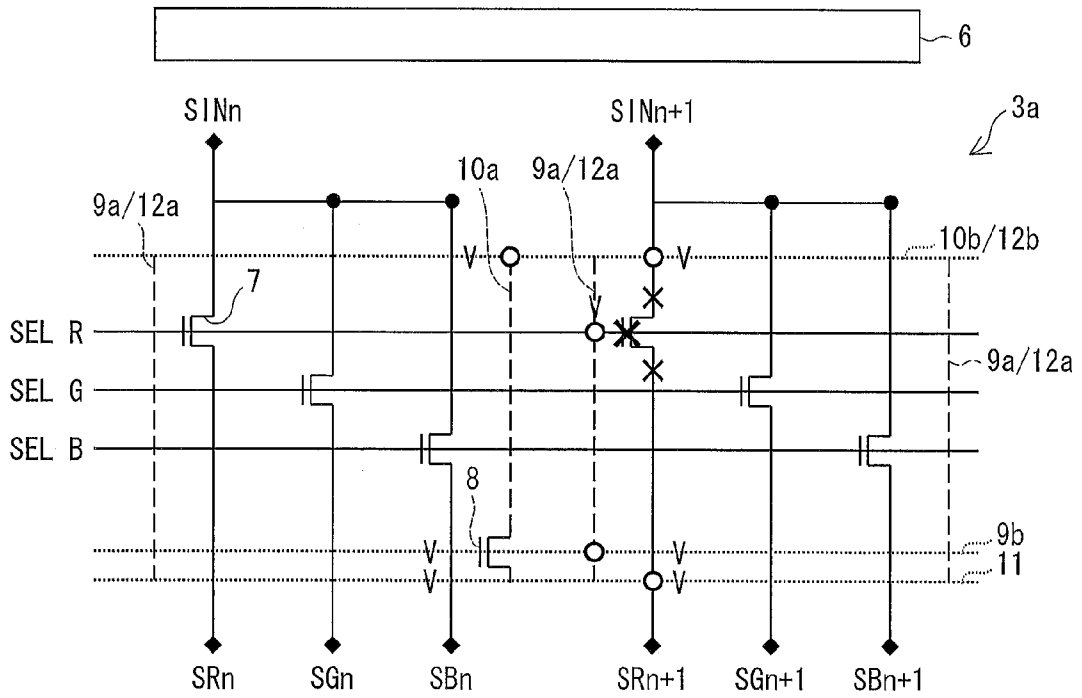 6
SINn
SINn+1
3a
9a/12a
10a
9a/12a
V
V
10b/12b
7
V
SEL R
9a/12a
SEL G
SEL B
8
V
V
9b
V
V
11
SRn
SGn
SBn
SRn+1
SGn+1
SBn+1